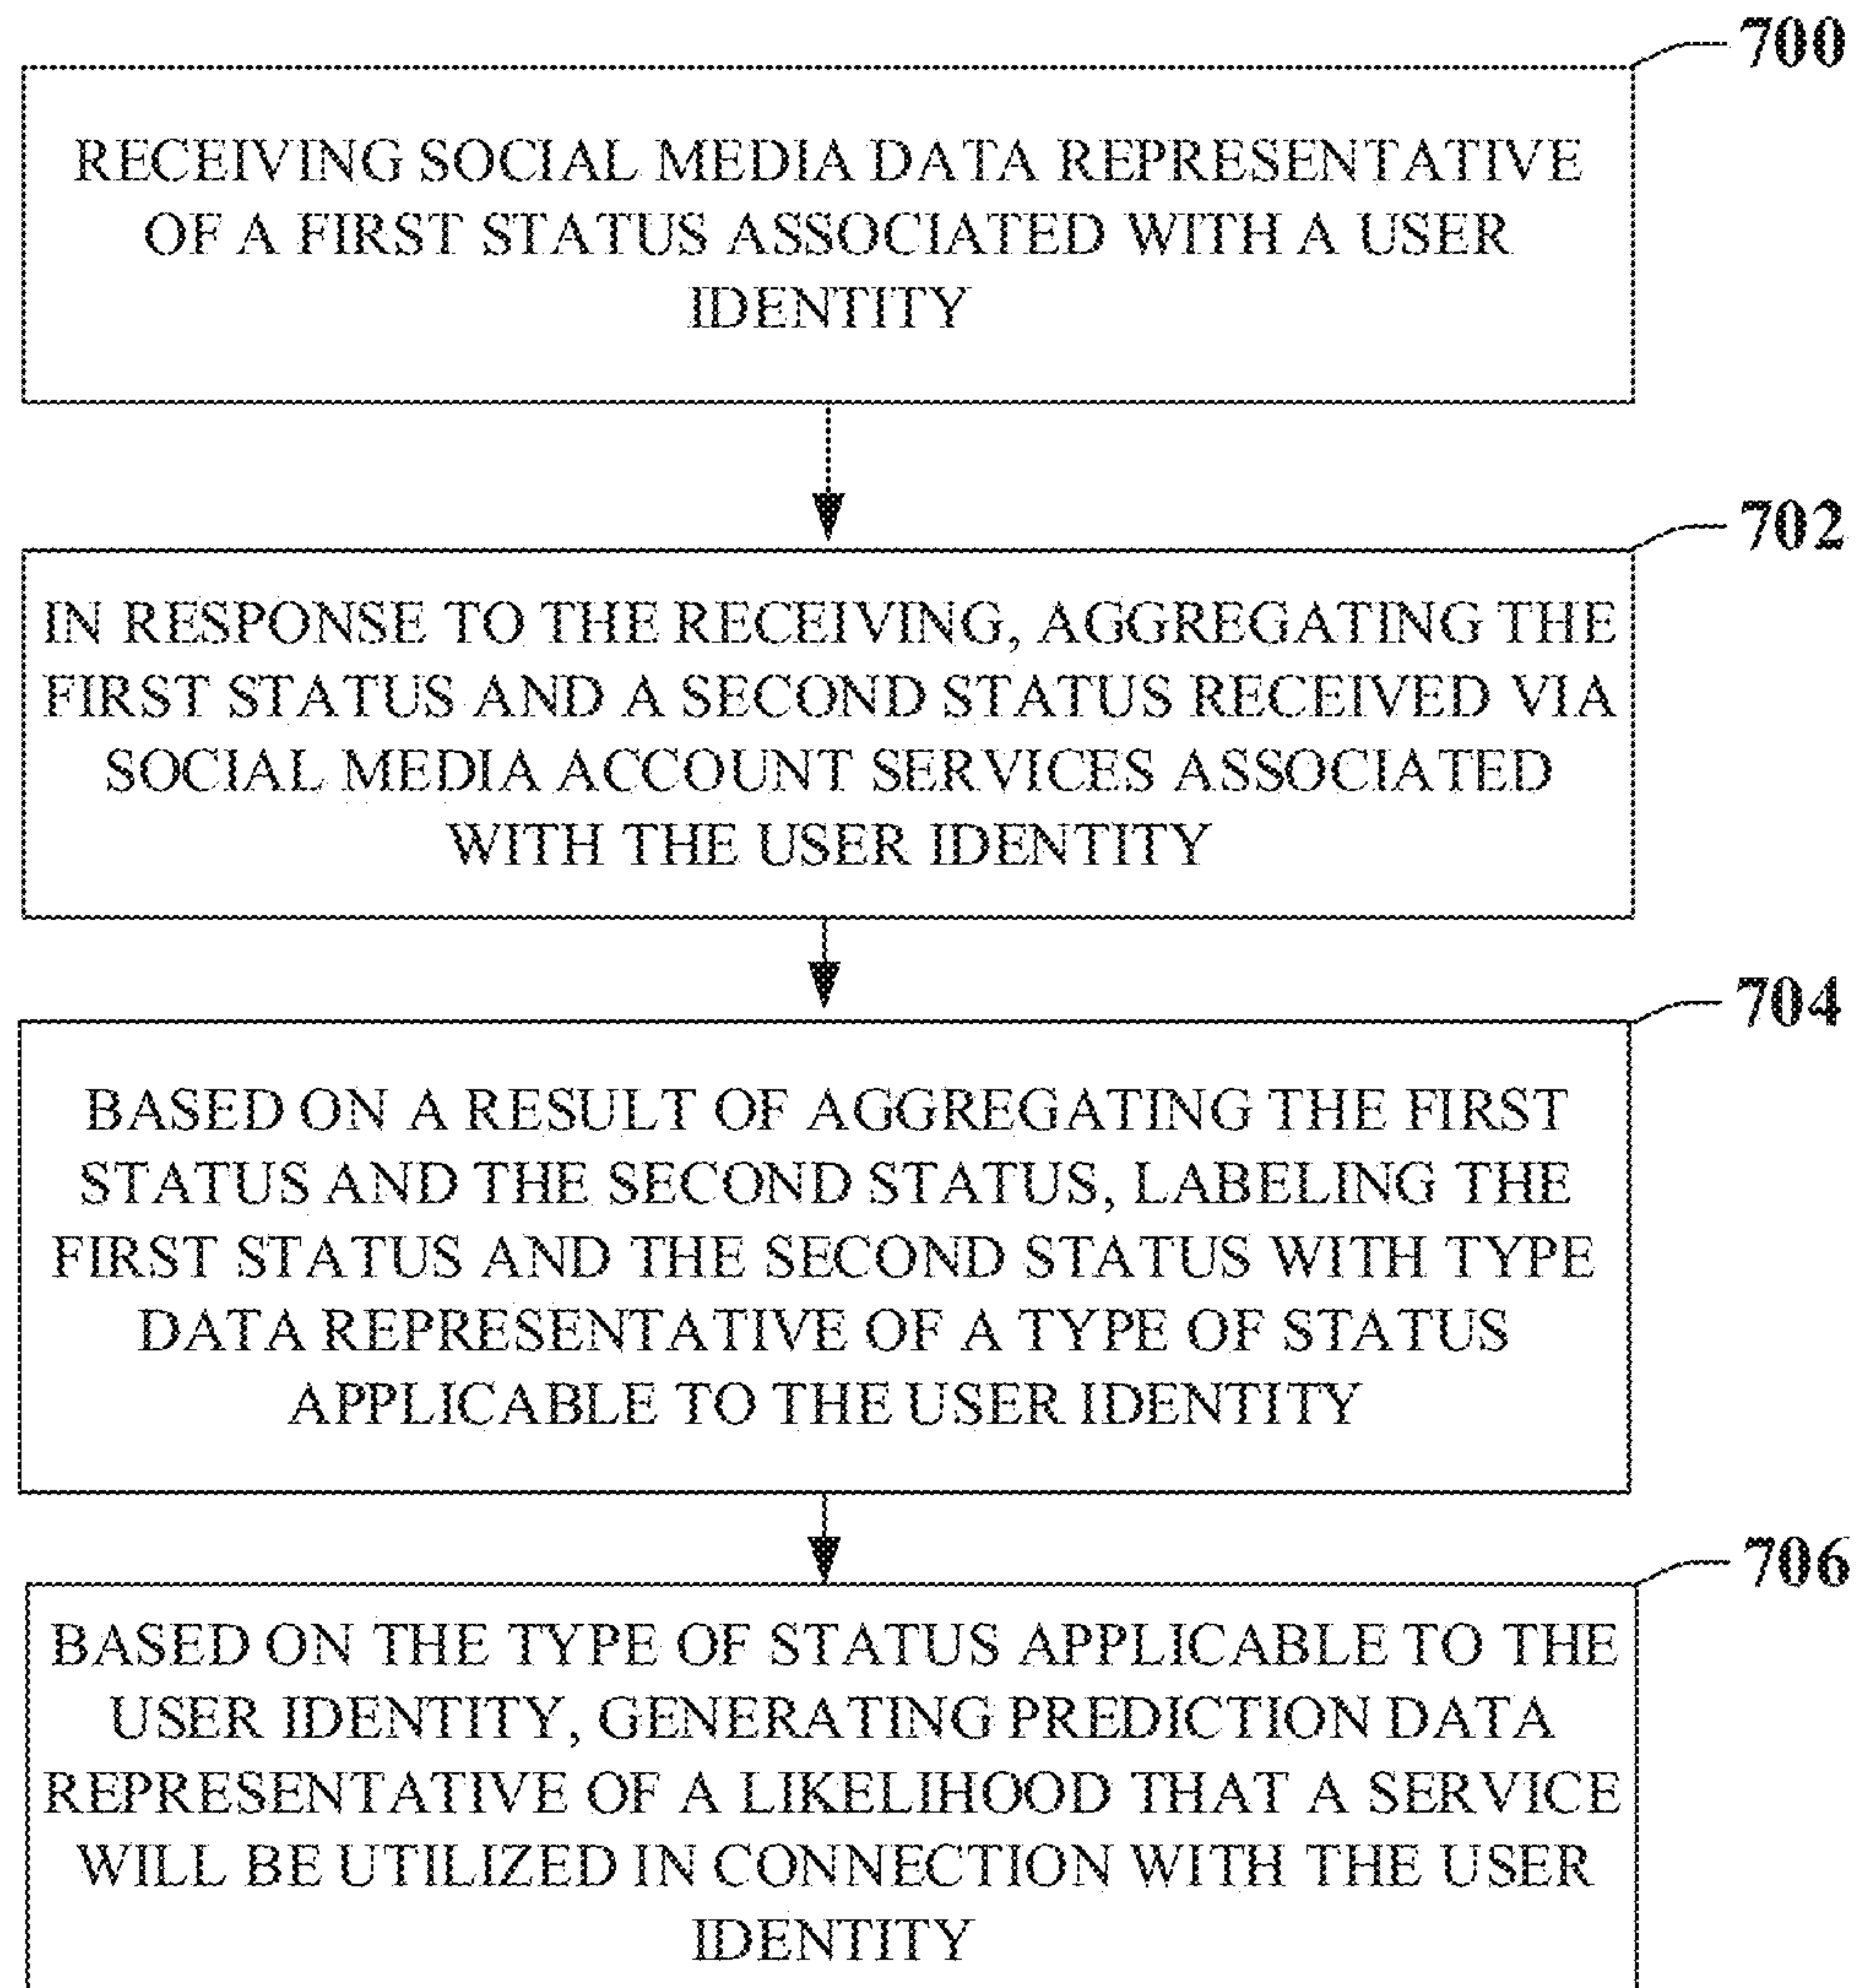 700
RECEIVING SOCIAL MEDIA DATA REPRESENTATIVE
OF A FIRST STATUS ASSOCIATED WITH A USER
IDENTITY
702
IN RESPONSE TO THE RECEIVING, AGGREGATING THE
FIRST STATUS AND A SECOND STATUS RECEIVED VIA
SOCIAL MEDIA ACCOUNT SERVICES ASSOCIATED
WITH THE USER IDENTITY
704
BASED ON A RESULT OF AGGREGATING THE FIRST
STATUS AND THE SECOND STATUS, LABELING THE
FIRST STATUS AND THE SECOND STATUS WITH TYPE
DATA REPRESENTATIVE OF A TYPE OF STATUS
APPLICABLE TO THE USER IDENTITY
706
BASED ON THE TYPE OF STATUS APPLICABLE TO THE
USER IDENTITY, GENERATING PREDICTION DATA
REPRESENTATIVE OF A LIKELIHOOD THAT A SERVICE
WILL BE UTILIZED IN CONNECTION WITH THE USER
IDENTITY